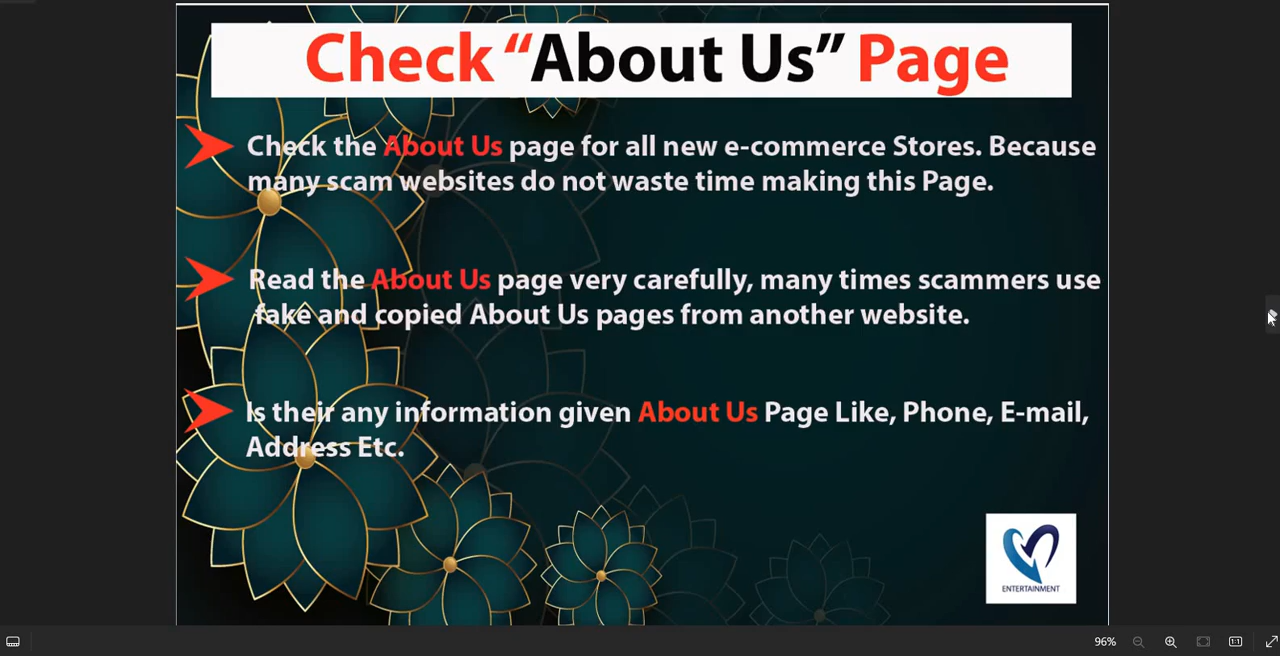 Check “About Us” Page
Check the About Us page for all new e-commerce Stores. Because
many scam websites do not waste time making this Page.
Read the About Us page very carefully, many times scammers use
fake and copied About Us pages from another website.
Is their any information given About Us Page Like, Phone, E-mail,
Address Etc.
ENTERTAINMENT
96%
1:1